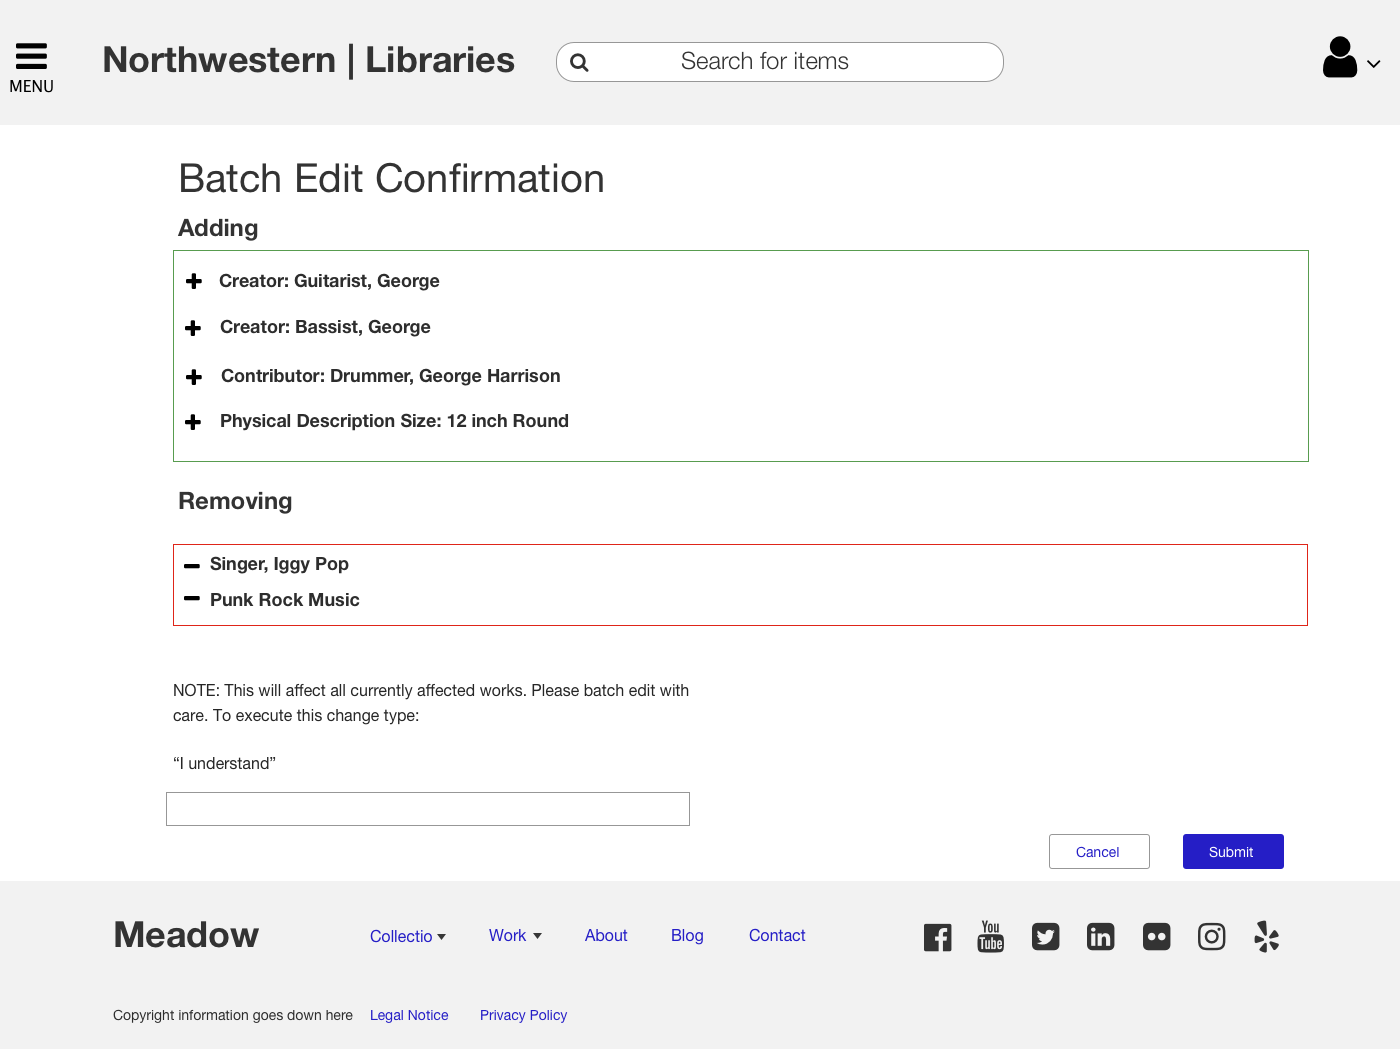 MENU
Northwestern | Libraries
Search for items
Batch Edit Confirmation
Adding
Creator: Guitarist, George
Creator: Bassist, George
Contributor: Drummer, George Harrison
Physical Description Size: 12 inch Round
Removing
Singer, Iggy Pop
Punk Rock Music
NOTE: This will affect all currently affected works. Please batch edit with
care. To execute this change type:
“I understand”
Cancel
Submit
Meadow
Collectio
Work
About
Blog
Contact
You
Tube
in
Copyright information goes down here
Legal Notice
Privacy Policy